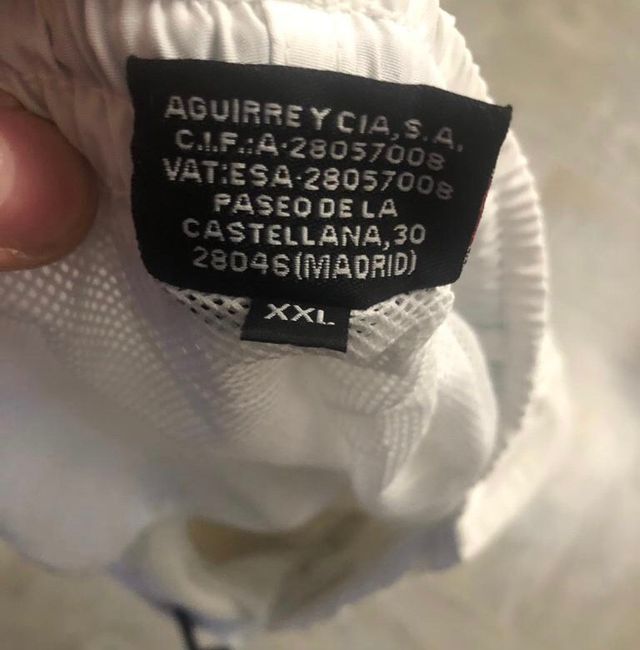 AGUIRRE Y CIA, S.A.
C.I.F.:A-28057008
VAT:ESA-28057008
PASEO DE LA
CASTELLANA,30
28046(MADRID)
XXL